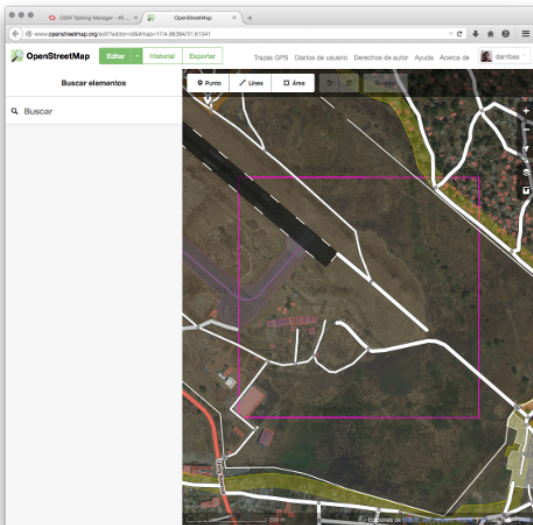 OSM Tasking Manager - #5...
OpenStreetMap
www.openstreetmap.org/edit?editor=id#map=17/4.86394/31.61041
OpenStreetMap
Editar
Historial
Exportar
Trazas GPS
Diarios de usuario
Derechos de autor
Ayuda
Acerca de
derribas
Buscar elementos
Punto
Línea
Área
Buscar